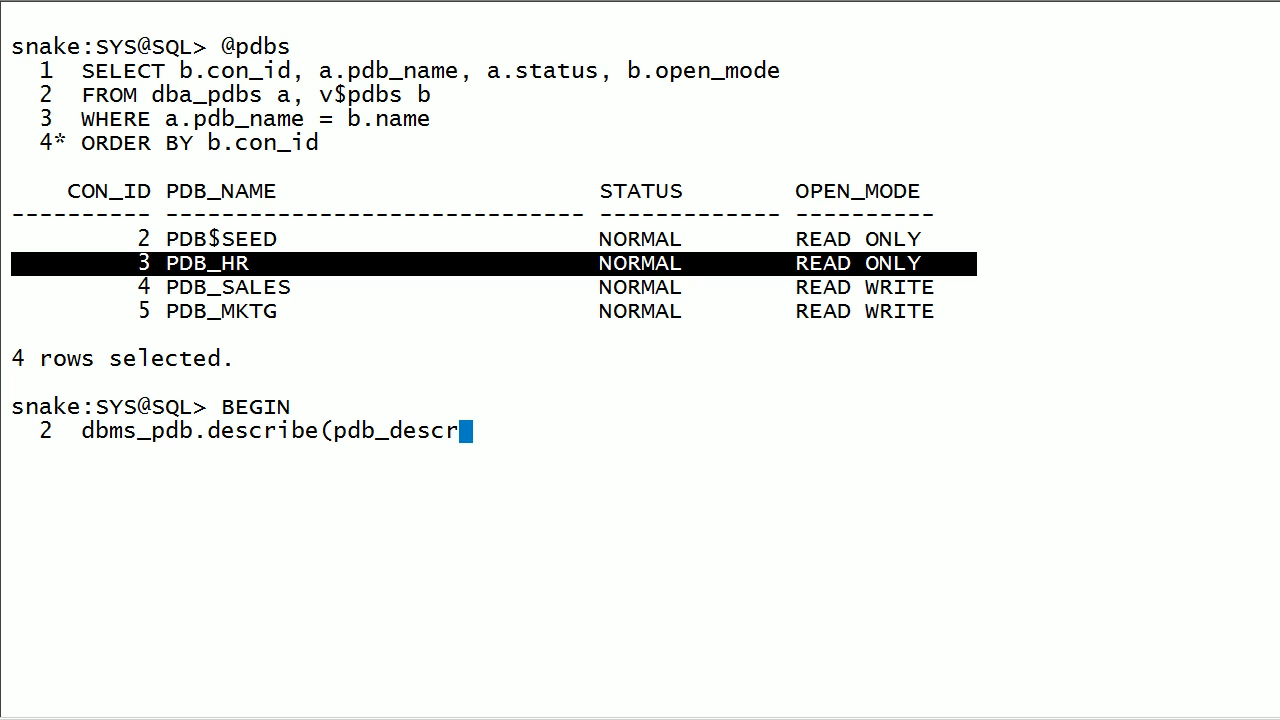 snake:SYS@SQL> @pdbs
  1  SELECT b.con_id, a.pdb_name, a.status, b.open_mode
  2  FROM dba_pdbs a, v$pdbs b
  3  WHERE a.pdb_name = b.name
  4* ORDER BY b.con_id
    CON_ID PDB_NAME                       STATUS        OPEN_MODE
---------- ------------------------------ ------------- ----------
         2 PDB$SEED                       NORMAL        READ ONLY
         3 PDB_HR                         NORMAL        READ ONLY
         4 PDB_SALES                      NORMAL        READ WRITE
         5 PDB_MKTG                       NORMAL        READ WRITE
4 rows selected.
snake:SYS@SQL> BEGIN
  2  dbms_pdb.describe(pdb_descr